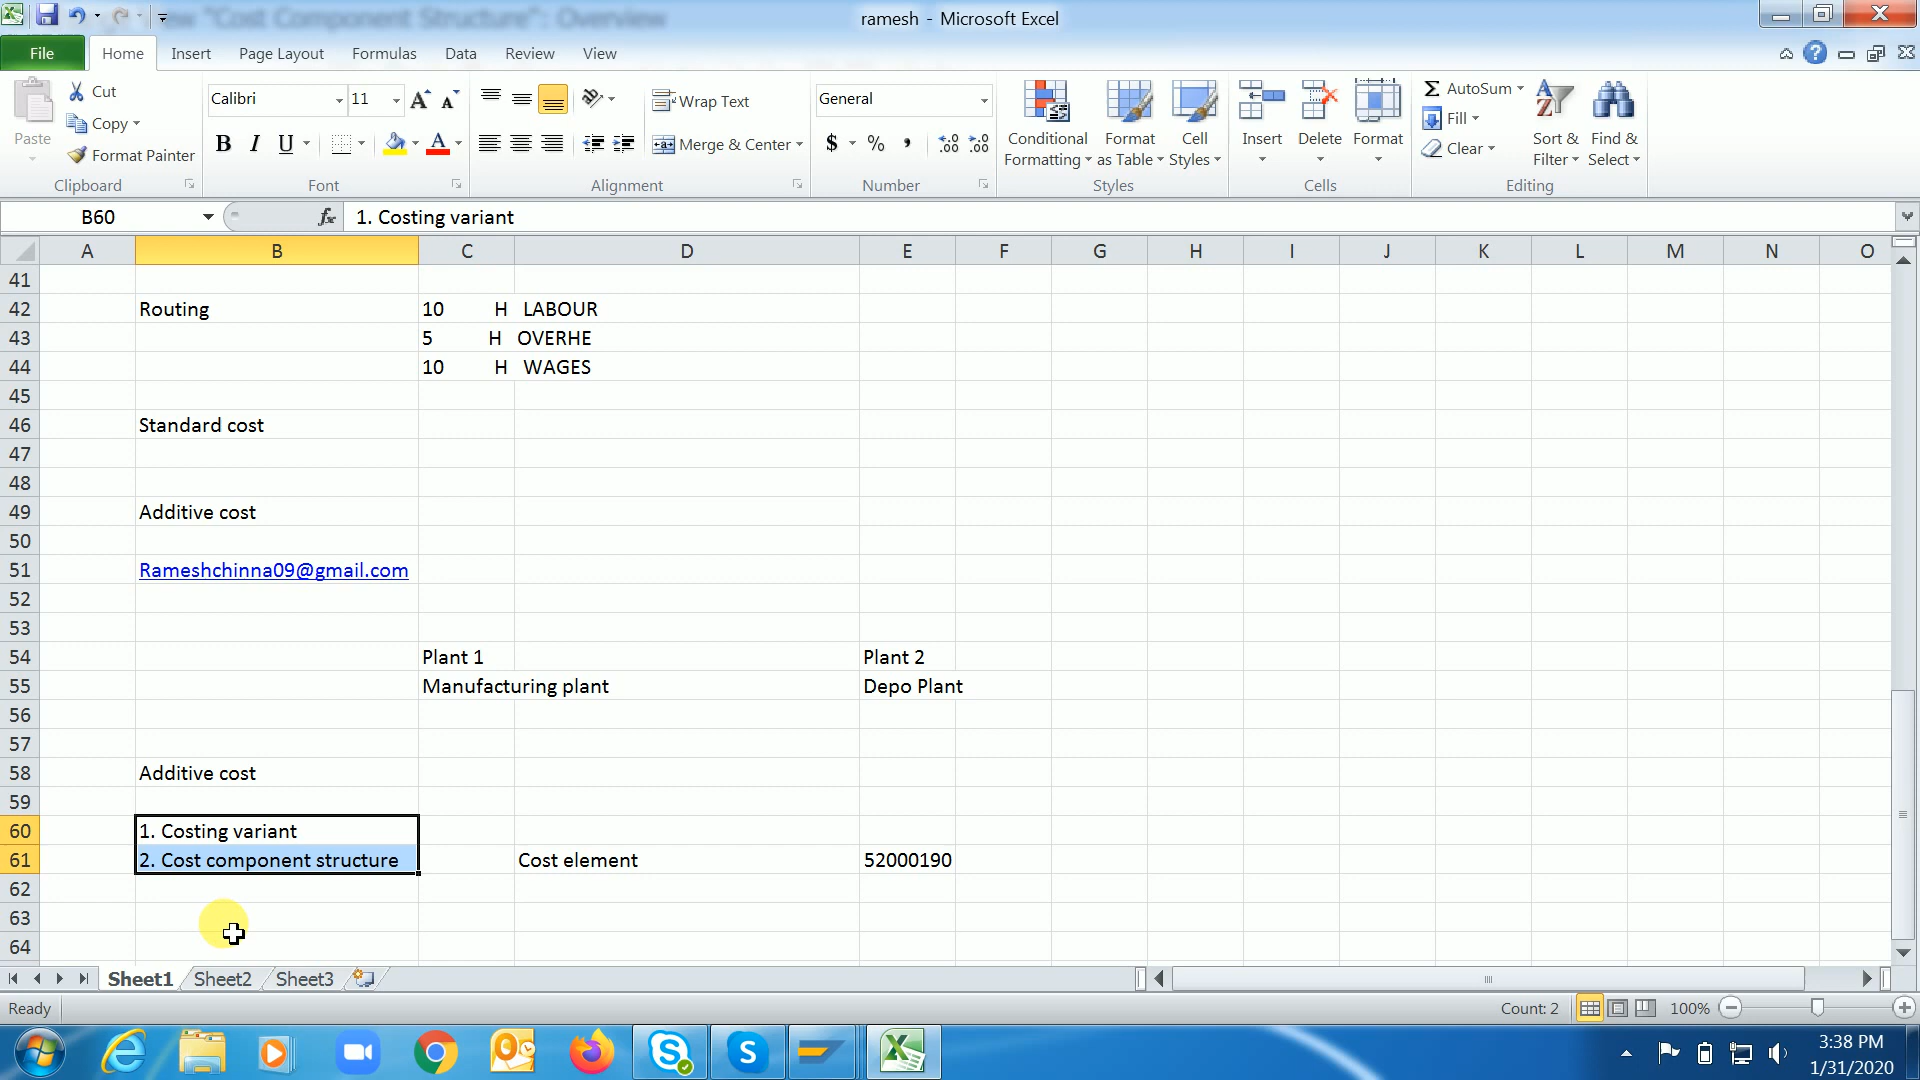 ew "Cost Component Structure": Overview
ramesh - Microsoft Excel
File Home Insert Page Layout Formulas Data Review View
Paste
Cut
Copy
Format Painter
Clipboard
Calibri 11
B I U
A
Font
Wrap Text
Merge & Center
Alignment
General
$ % ,
Number
Conditional Formatting
Format as Table
Cell Styles
Styles
Insert Delete Format
Cells
AutoSum
Fill
Clear
Sort & Filter
Find & Select
Editing
B60 fx 1. Costing variant
A B C D E F G H I J K L M N O
41
42 Routing 10 H LABOUR
43 5 H OVERHE
44 10 H WAGES
45
46 Standard cost
47
48
49 Additive cost
50
51 Rameshchinna09@gmail.com
52
53
54 Plant 1 Plant 2
55 Manufacturing plant Depo Plant
56
57
58 Additive cost
59
60 1. Costing variant
61 2. Cost component structure Cost element 52000190
62
63
64
Sheet1 Sheet2 Sheet3
Ready Count: 2 100%
3:38 PM
1/31/2020